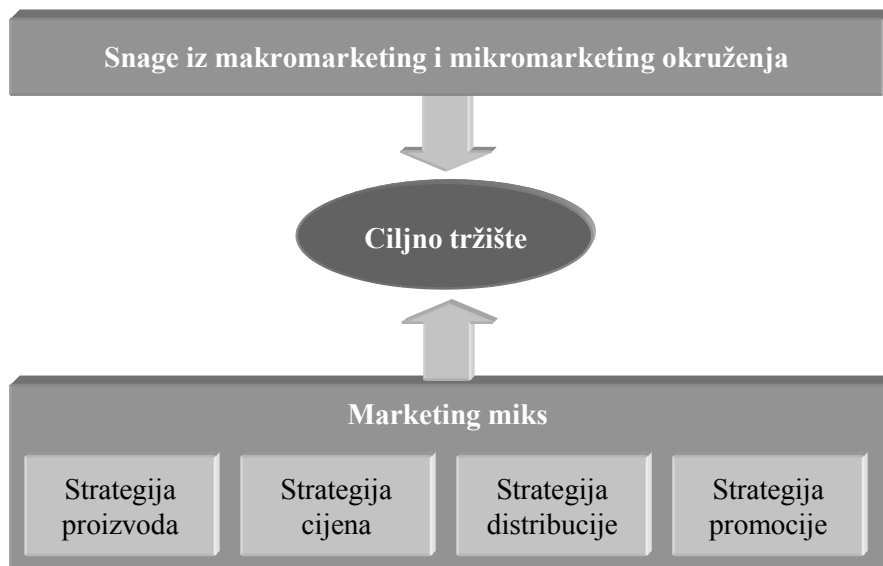 Snage iz makromarketing i mikromarketing okruženja
Ciljno tržište
Marketing miks
Strategija
proizvoda
Strategija
cijena
Strategija
distribucije
Strategija
promocije